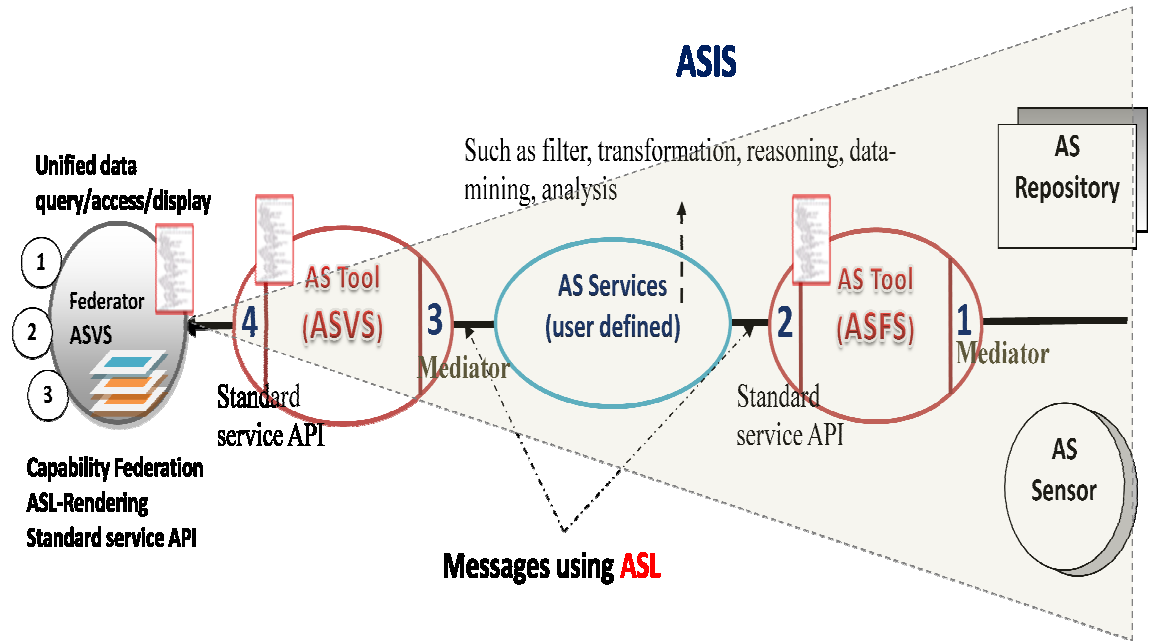 ASIS
Such as filter, transformation, reasoning, data-
mining, analysis
AS
Repository
Unified data
query/access/display
1
2
3
Federator
ASVS
4
AS Tool
(ASVS)
3
Mediator
Standard
service API
AS Services
(user defined)
2
AS Tool
(ASFS)
1
Mediator
Standard
service API
AS
Sensor
Capability Federation
ASL-Rendering
Standard service API
Messages using ASL